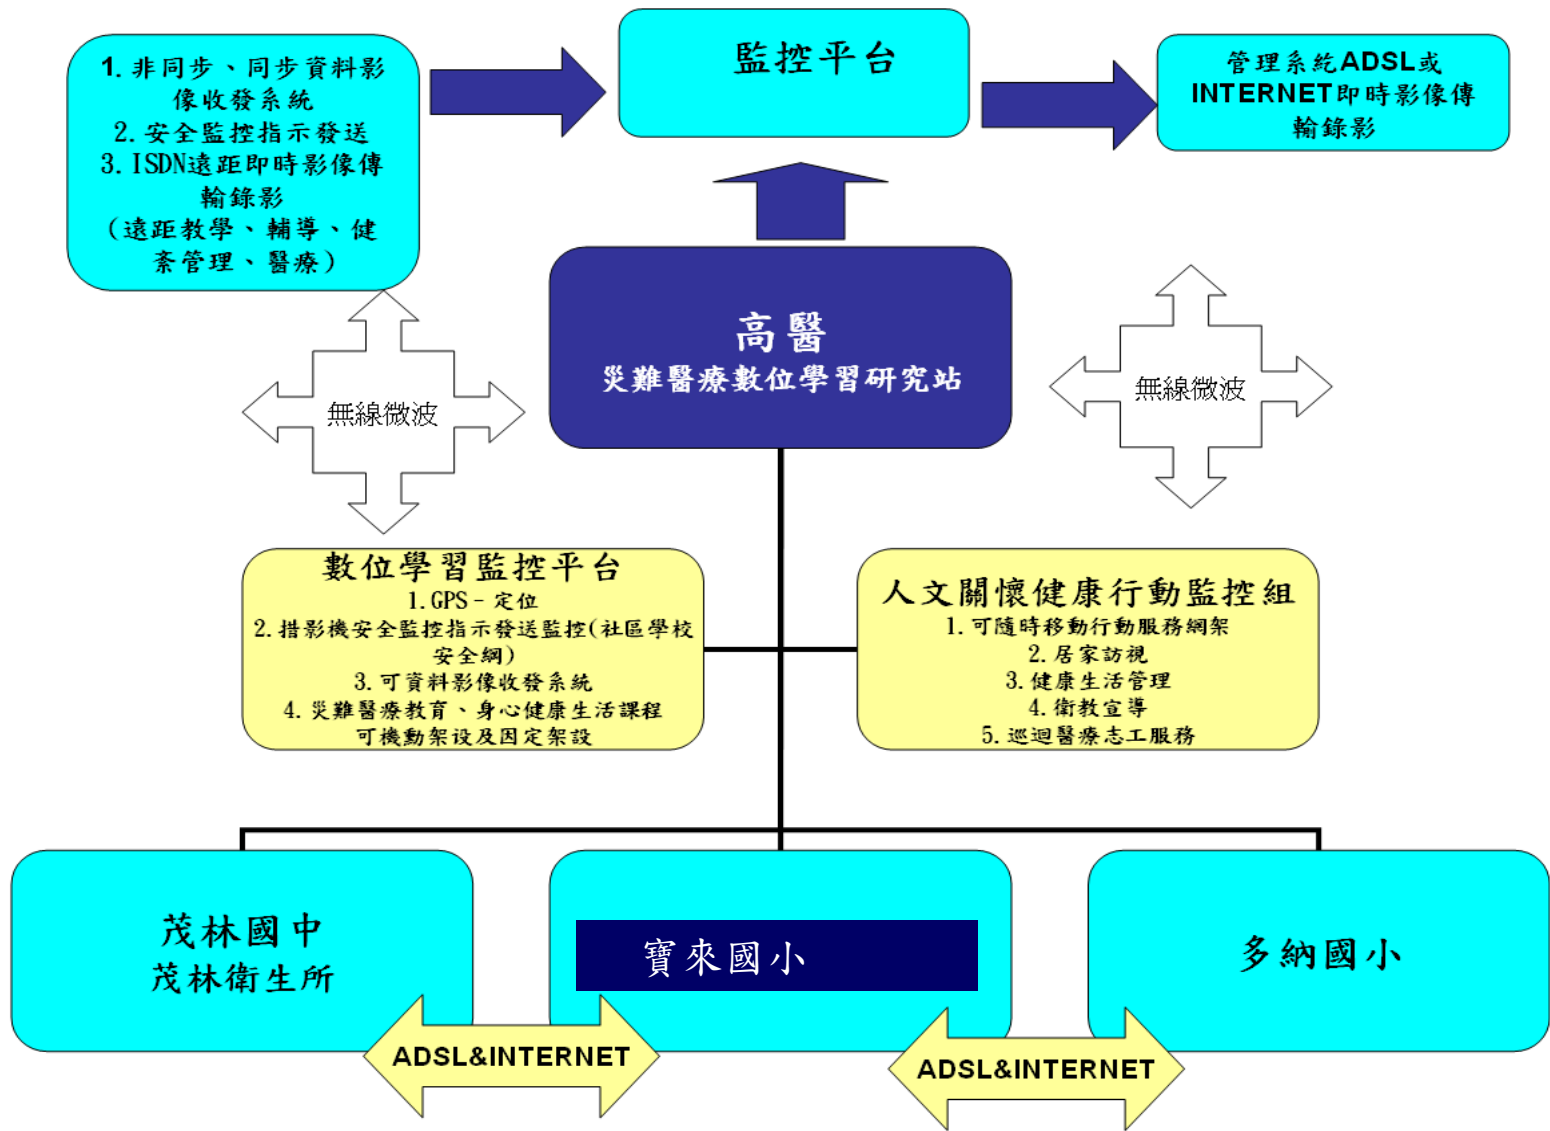 1. 非同步、同步資料影
像收發系統
2. 安全監控指示發送
3. ISDN遠距即時影像傳
輸錄影
(遠距教學、輔導、健
紊管理、醫療)
監控平台
管理系統ADSL或
INTERNET即時影像傳
輸錄影
高醫
災難醫療數位學習研究站
無線微波
無線微波
數位學習監控平台
1. GPS－定位
2. 措影機安全監控指示發送監控(社區學校
安全網)
3. 可資料影像收發系統
4. 災難醫療教育、身心健康生活課程
可機動架设及因定架設
人文關懷健康行動監控組
1. 可隨時移動行動服務網架
2. 居家訪視
3. 健康生活管理
4. 衛教宣導
5. 巡迴醫療志工服務
茂林國中
茂林衛生所
寶來國小
多納國小
ADSL&INTERNET
ADSL&INTERNET